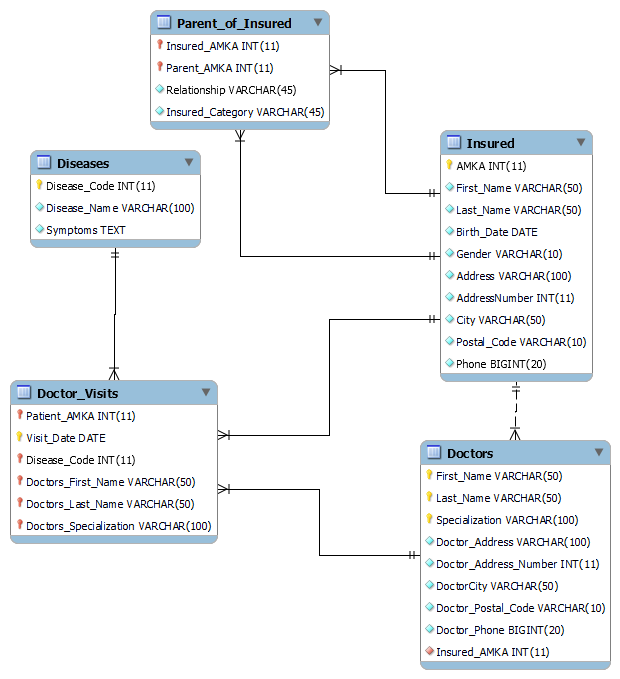 Parent_of_Insured
Insured_AMKA INT(11)
Parent_AMKA INT(11)
Relationship VARCHAR(45)
Insured_Category VARCHAR(45)
Insured
AMKA INT(11)
First_Name VARCHAR(50)
Last_Name VARCHAR(50)
Birth_Date DATE
Gender VARCHAR(10)
Address VARCHAR(100)
AddressNumber INT(11)
City VARCHAR(50)
Postal_Code VARCHAR(10)
Phone BIGINT(20)
Diseases
Disease_Code INT(11)
Disease_Name VARCHAR(100)
Symptoms TEXT
Doctor_Visits
Patient_AMKA INT(11)
Visit_Date DATE
Disease_Code INT(11)
Doctors_First_Name VARCHAR(50)
Doctors_Last_Name VARCHAR(50)
Doctors_Specialization VARCHAR(100)
Doctors
First_Name VARCHAR(50)
Last_Name VARCHAR(50)
Specialization VARCHAR(100)
Doctor_Address VARCHAR(100)
Doctor_Address_Number INT(11)
DoctorCity VARCHAR(50)
Doctor_Postal_Code VARCHAR(10)
Doctor_Phone BIGINT(20)
Insured_AMKA INT(11)